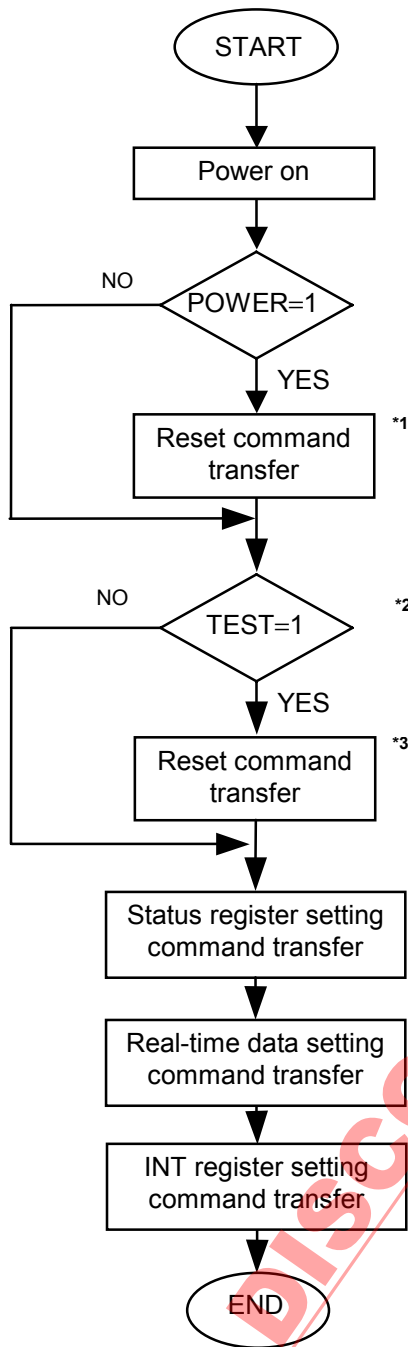 START
Power on
NO
POWER=1
YES
Reset command
transfer
*1
NO
TEST=1
*2
YES
Reset command
transfer
*3
Status register setting
command transfer
Real-time data setting
command transfer
INT register setting
command transfer
END